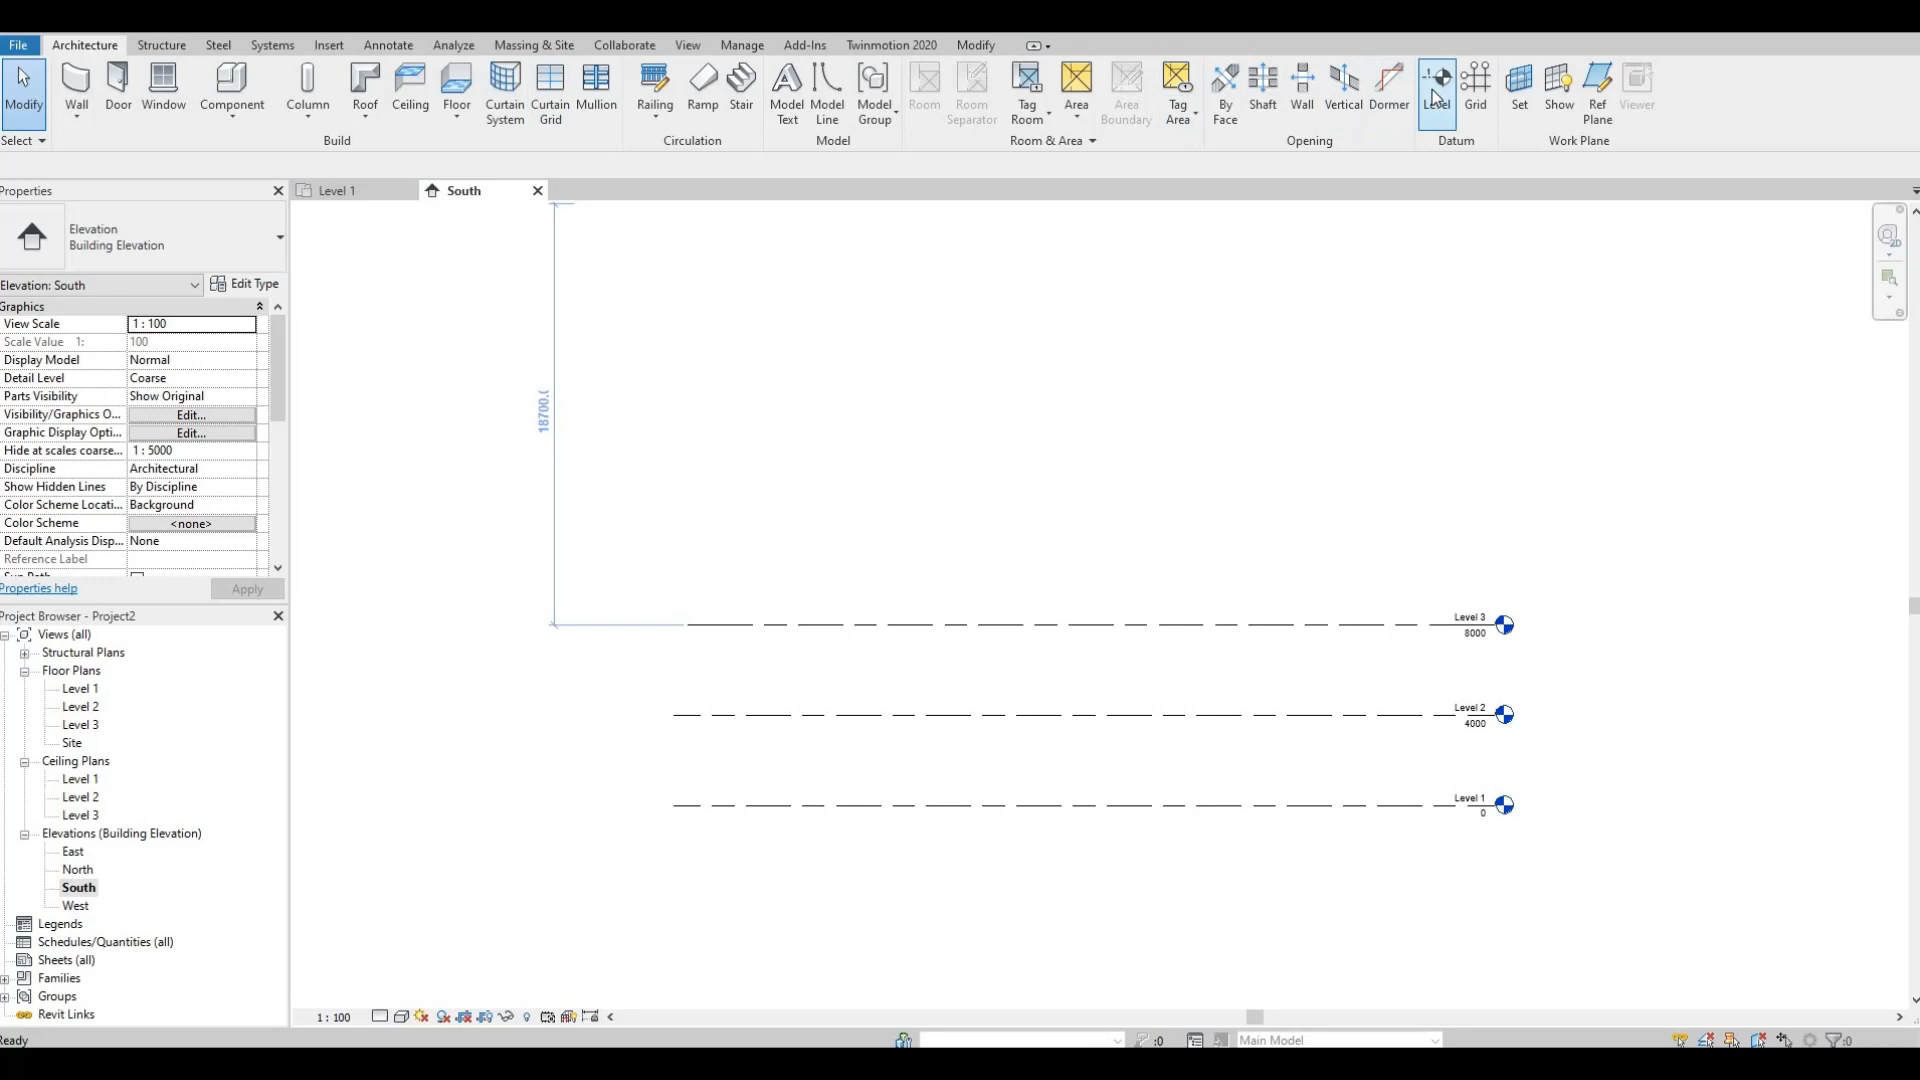 File Architecture Structure Steel Systems Insert Annotate Analyze Massing & Site Collaborate View Manage Add-Ins Twinmotion 2020 Modify
Modify Wall Door Window Component Column Roof Ceiling Floor Curtain System Curtain Grid Mullion Railing Ramp Stair Model Text Model Line Model Group Room Room Separator Tag Room Area Area Boundary Tag Area By Face Shaft Wall Vertical Dormer Level Grid Set Show Ref Plane Viewer
Select Build Circulation Model Room & Area Opening Datum Work Plane
Properties
Level 1 South
Elevation
Building Elevation
Elevation: South Edit Type
Graphics
View Scale 1 : 100
Scale Value 1: 100
Display Model Normal
Detail Level Coarse
Parts Visibility Show Original
Visibility/Graphics O... Edit...
Graphic Display Opti... Edit...
Hide at scales coarse... 1 : 5000
Discipline Architectural
Show Hidden Lines By Discipline
Color Scheme Locati... Background
Color Scheme <none>
Default Analysis Disp... None
Reference Label
Properties help Apply
Project Browser - Project2
Views (all)
Structural Plans
Floor Plans
Level 1
Level 2
Level 3
Site
Ceiling Plans
Level 1
Level 2
Level 3
Elevations (Building Elevation)
East
North
South
West
Legends
Schedules/Quantities (all)
Sheets (all)
Families
Groups
Revit Links
18700.(
Level 3
8000
Level 2
4000
Level 1
0
2D
1 : 100
Ready :0 Main Model :0